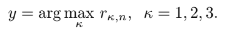 y = arg max_κ r_{κ,n}, κ = 1, 2, 3.